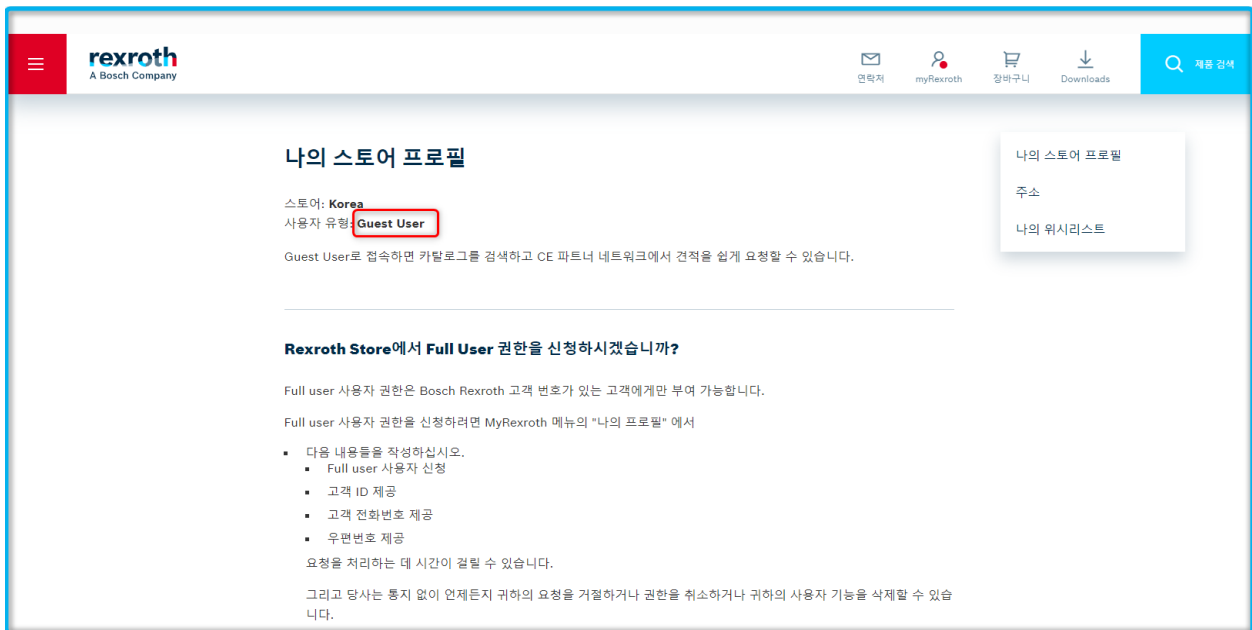 rexroth
A Bosch Company
연락처
myRexroth
장바구니
Downloads
제품 검색
나의 스토어 프로필
스토어: Korea
사용자 유형: Guest User
Guest User로 접속하면 카탈로그를 검색하고 CE 파트너 네트워크에서 견적을 쉽게 요청할 수 있습니다.
나의 스토어 프로필
주소
나의 위시리스트
Rexroth Store에서 Full User 권한을 신청하시겠습니까?
Full user 사용자 권한은 Bosch Rexroth 고객 번호가 있는 고객에게만 부여 가능합니다.
Full user 사용자 권한을 신청하려면 MyRexroth 메뉴의 "나의 프로필" 에서
▪ 다음 내용들을 작성하십시오.
▪ Full user 사용자 신청
▪ 고객 ID 제공
▪ 고객 전화번호 제공
▪ 우편번호 제공
요청을 처리하는 데 시간이 걸릴 수 있습니다.
그리고 당사는 통지 없이 언제든지 귀하의 요청을 거절하거나 권한을 취소하거나 귀하의 사용자 기능을 삭제할 수 있습
니다.